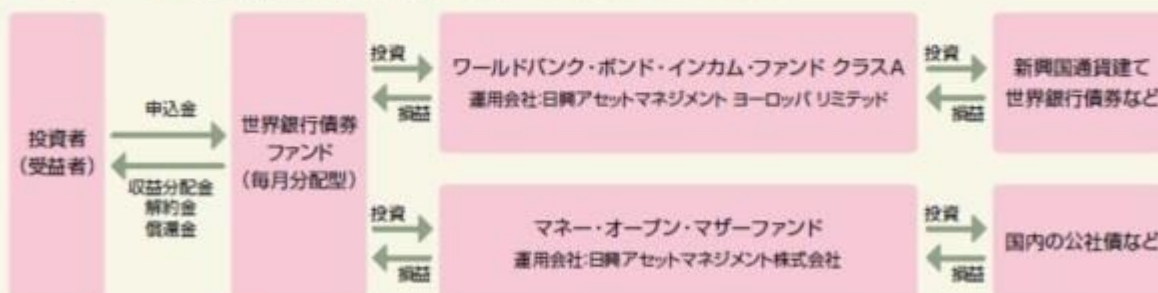 投資者
(受益者)
申込金
収益分配金
解約金
償還金
世界銀行債券
ファンド
(毎月分配型)
投資
損益
ワールドバンク・ボンド・インカム・ファンド クラスA
運用会社:日興アセットマネジメント ヨーロッパ リミテッド
投資
損益
新興国通貨建て
世界銀行債券など
投資
損益
マネー・オープン・マザーファンド
運用会社:日興アセットマネジメント株式会社
投資
損益
国内の公社債など